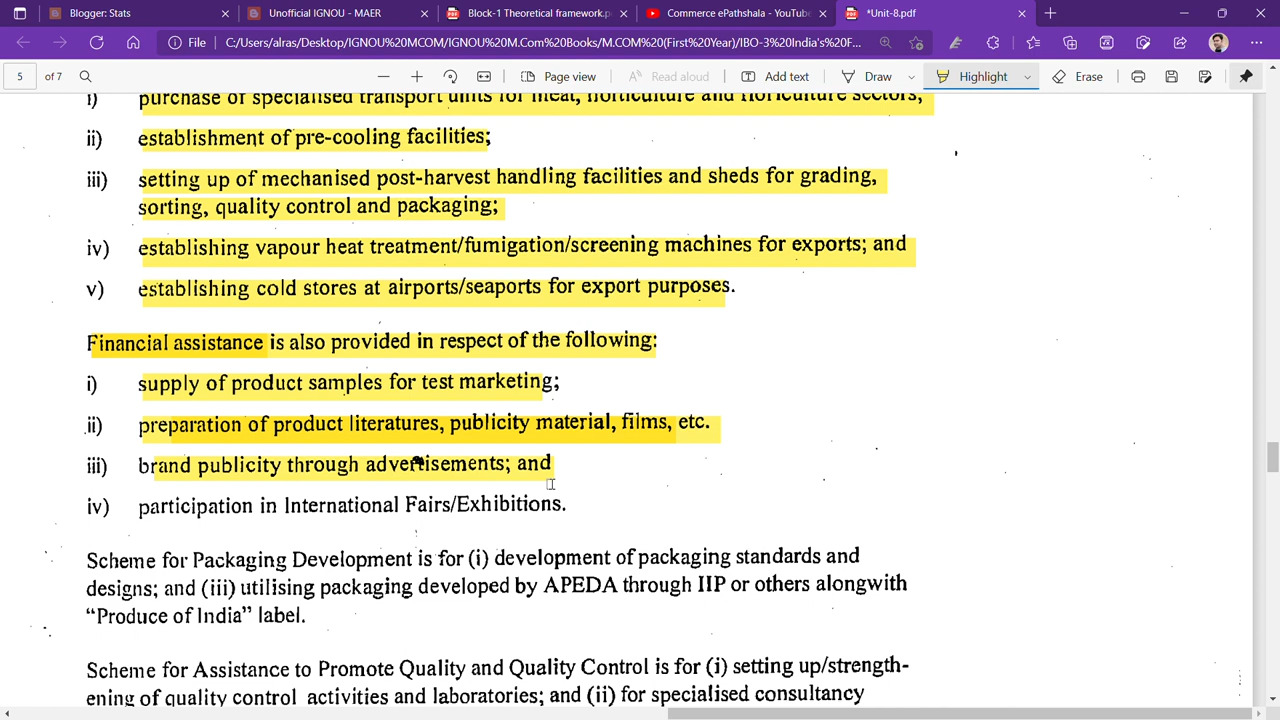 Blogger: Stats
Unofficial IGNOU - MAER
Block-1 Theoretical framework.p
Commerce ePathshala - YouTube
*Unit-8.pdf
File C:/Users/alras/Desktop/IGNOU%20MCOM/IGNOU%20M.Com%20Books/M.COM%20(First%20Year)/IBO-3%20India's%20F...
5 of 7 Page view Read aloud Add text Draw Highlight Erase
i) purchase of specialised transport units for meat, horticulture and floriculture sectors;
ii) establishment of pre-cooling facilities;
iii) setting up of mechanised post-harvest handling facilities and sheds for grading,
sorting, quality control and packaging;
iv) establishing vapour heat treatment/fumigation/screening machines for exports; and
v) establishing cold stores at airports/seaports for export purposes.
Financial assistance is also provided in respect of the following:
i) supply of product samples for test marketing;
ii) preparation of product literatures, publicity material, films, etc.
iii) brand publicity through advertisements; and
iv) participation in International Fairs/Exhibitions.
Scheme for Packaging Development is for (i) development of packaging standards and
designs; and (iii) utilising packaging developed by APEDA through IIP or others alongwith
"Produce of India" label.
Scheme for Assistance to Promote Quality and Quality Control is for (i) setting up/strength-
ening of quality control activities and laboratories; and (ii) for specialised consultancy